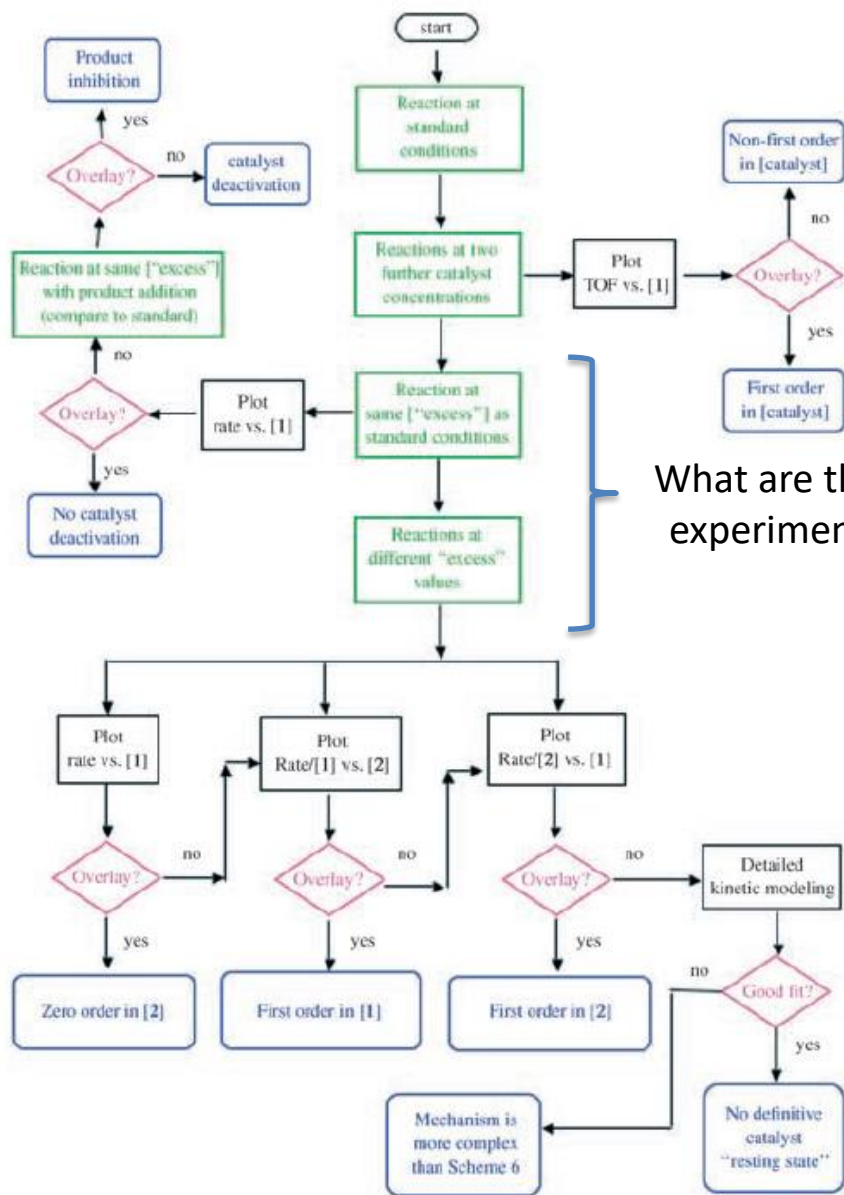 start
Product
inhibition
yes
Reaction at
standard
conditions
Non-first order
in [catalyst]
Overlay?
no
catalyst
deactivation
no
Reaction at same ["excess"]
with product addition
(compare to standard)
Reactions at two
further catalyst
concentrations
Plot
TOF vs. [1]
Overlay?
yes
no
Overlay?
Plot
rate vs. [1]
Reaction at
same ["excess"] as
standard conditions
First order
in [catalyst]
yes
No catalyst
deactivation
Reactions at
different "excess"
values
What are
experimen
Plot
rate vs. [1]
Plot
Rate/[1] vs. [2]
Plot
Rate/[2] vs. [1]
Overlay?
no
Overlay?
no
Overlay?
no
Detailed
kinetic modeling
yes
yes
yes
no
Good fit?
Zero order in [2]
First order in [1]
First order in [2]
yes
Mechanism is
more complex
than Scheme 6
No definitive
catalyst
"resting state"